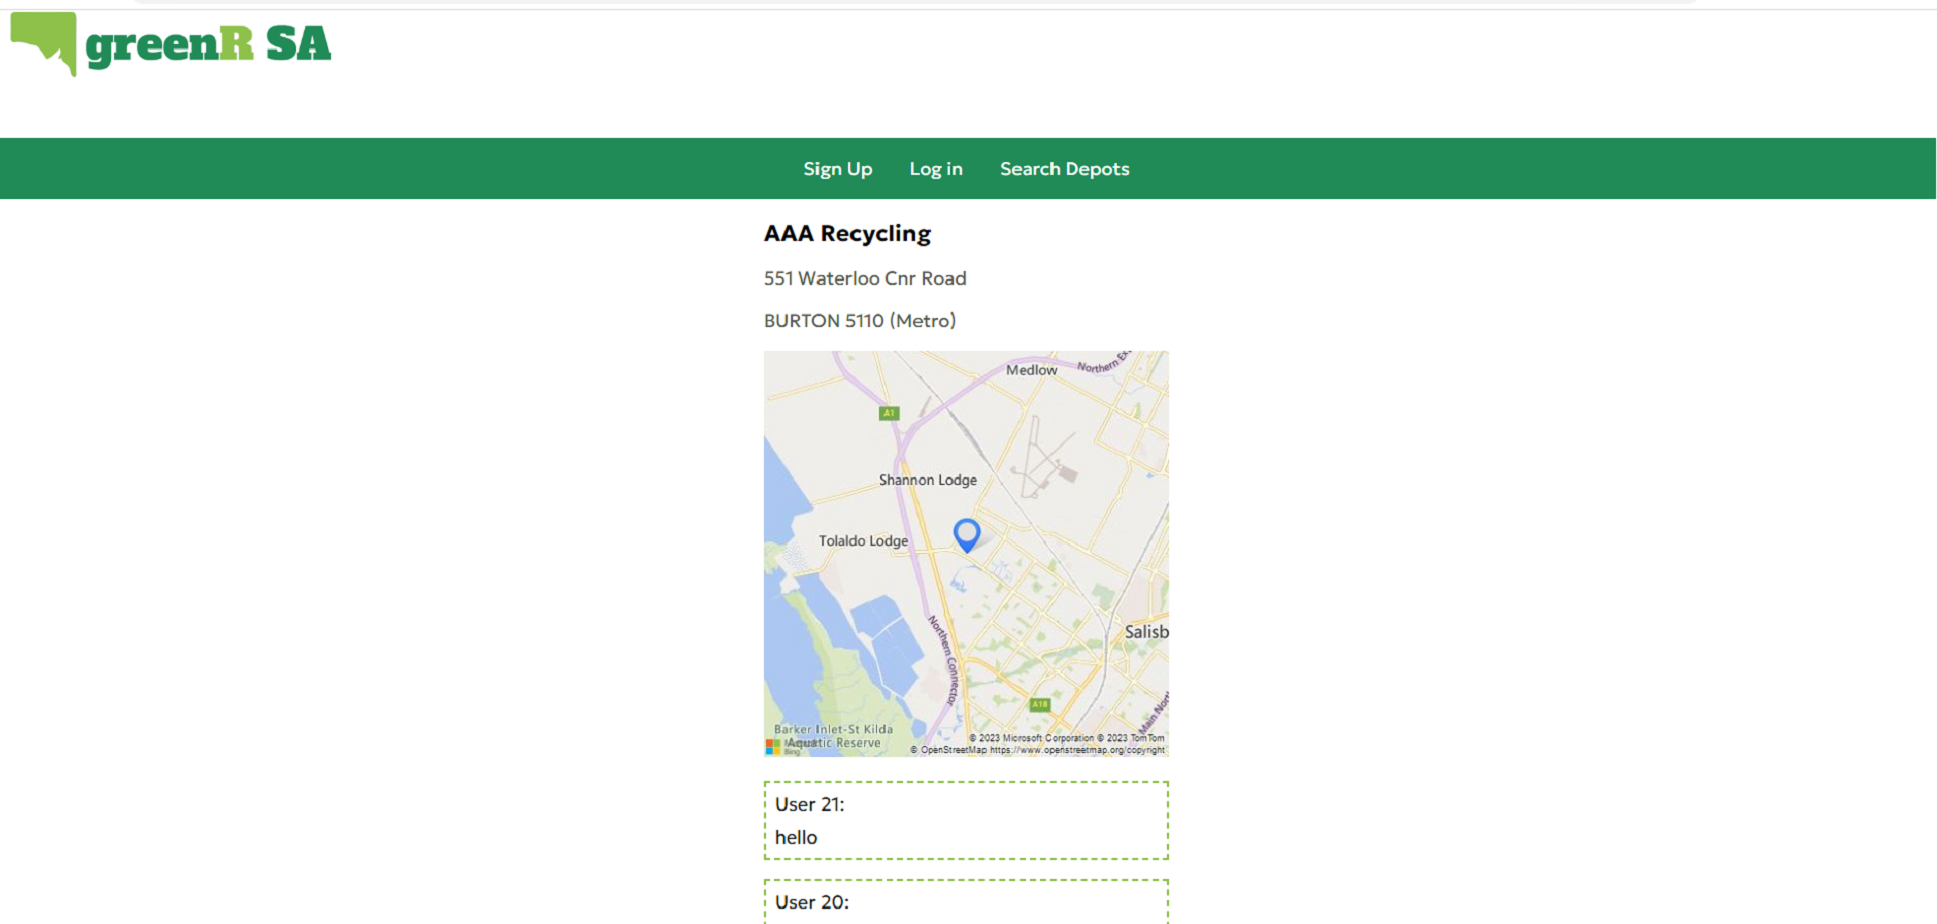 greenR SA
Sign Up Log in Search Depots
AAA Recycling
551 Waterloo Cnr Road
BURTON 5110 (Metro)
Medlow
Northern Ex
A1
Shannon Lodge
Tolaldo Lodge
Salisb
Northern Connector
A18
Main Nort
Barker Inlet-St Kilda
Aquatic Reserve
Bing
© 2023 Microsoft Corporation © 2023 TomTom
© OpenStreetMap https://www.openstreetmap.org/copyright
User 21:
hello
User 20: